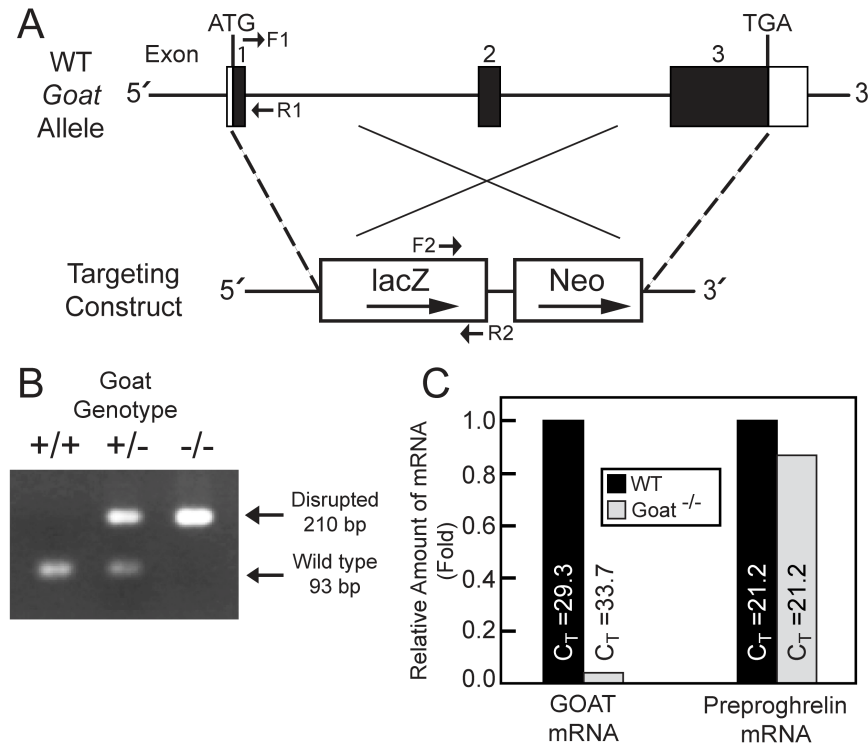 A
ATG
F1
TGA
WT
Goat
Allele
Exon
1
2
3
5´
3
R1
F2
Targeting
Construct
5´
lacZ
Neo
3´
R2
B
Goat
Genotype
+/+ +/- -/-
Disrupted
210 bp
Wild type
93 bp
C
Relative Amount of mRNA
(Fold)
1.0
0.8
0.6
0.4
0.2
0.0
WT
Goat -/-
CT =29.3
CT =33.7
CT =21.2
CT =21.2
GOAT
mRNA
Preproghrelin
mRNA